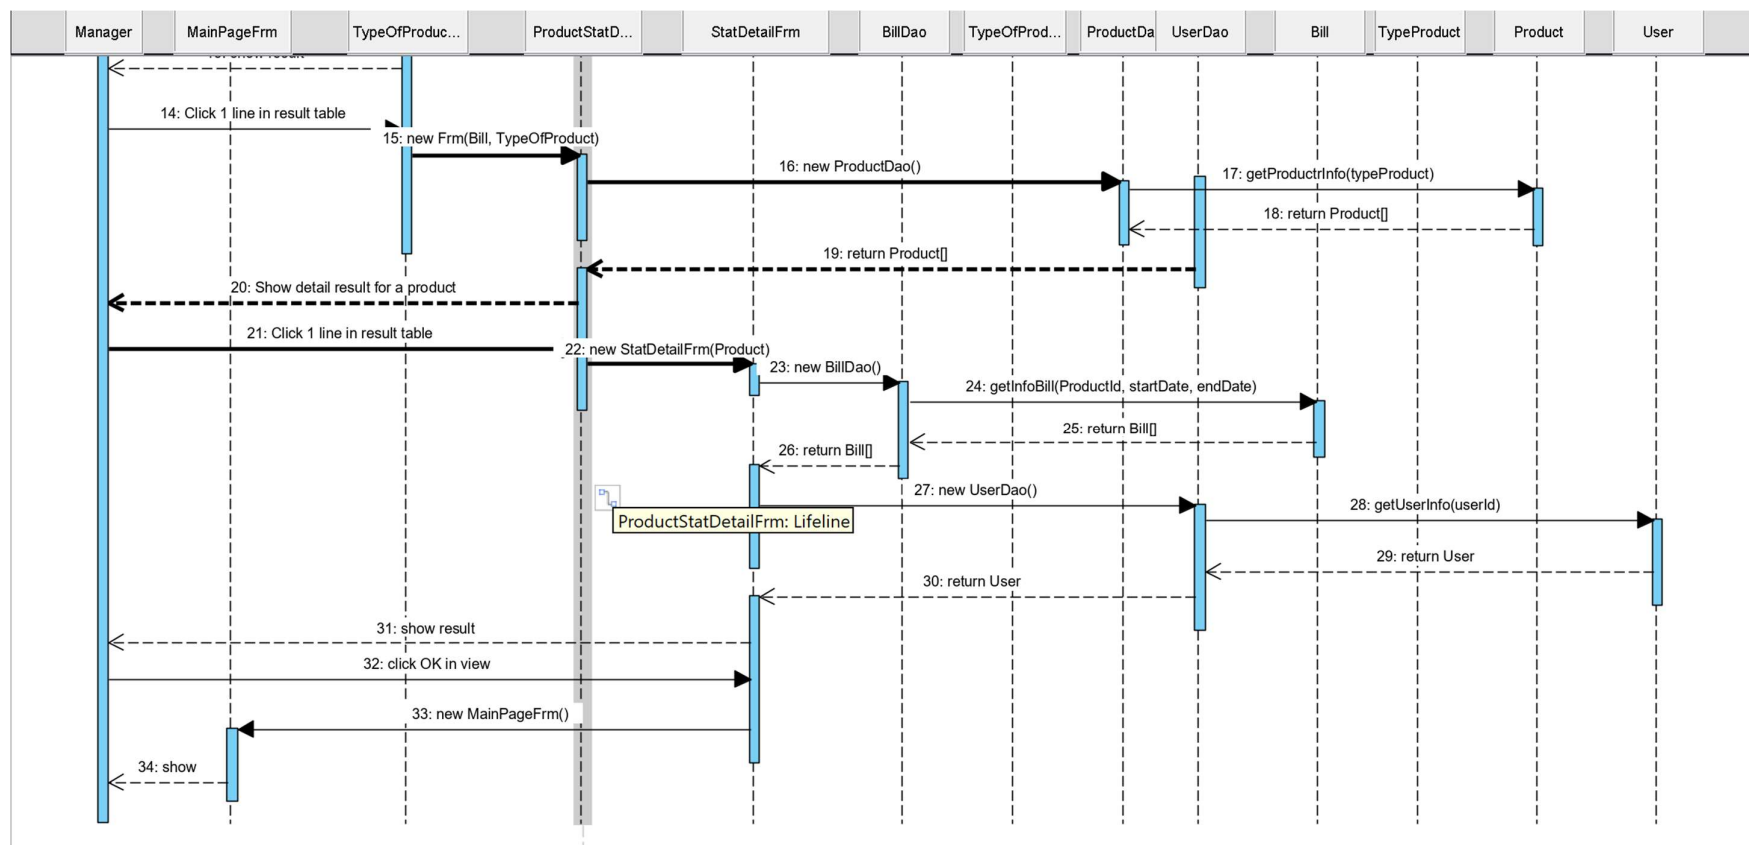 Manager
MainPageFrm
TypeOfProduc...
ProductStatD...
StatDetailFrm
BillDao
TypeOfProd...
ProductDa
UserDao
Bill
TypeProduct
Product
User
14: Click 1 line in result table
15: new Frm(Bill, TypeOfProduct)
16: new ProductDao()
17: getProductrInfo(typeProduct)
18: return Product[]
19: return Product[]
20: Show detail result for a product
21: Click 1 line in result table
22: new StatDetailFrm(Product)
23: new BillDao()
24: getInfoBill(ProductId, startDate, endDate)
25: return Bill[]
26: return Bill[]
27: new UserDao()
ProductStatDetailFrm: Lifeline
28: getUserInfo(userId)
29: return User
30: return User
31: show result
32: click OK in view
33: new MainPageFrm()
34: show